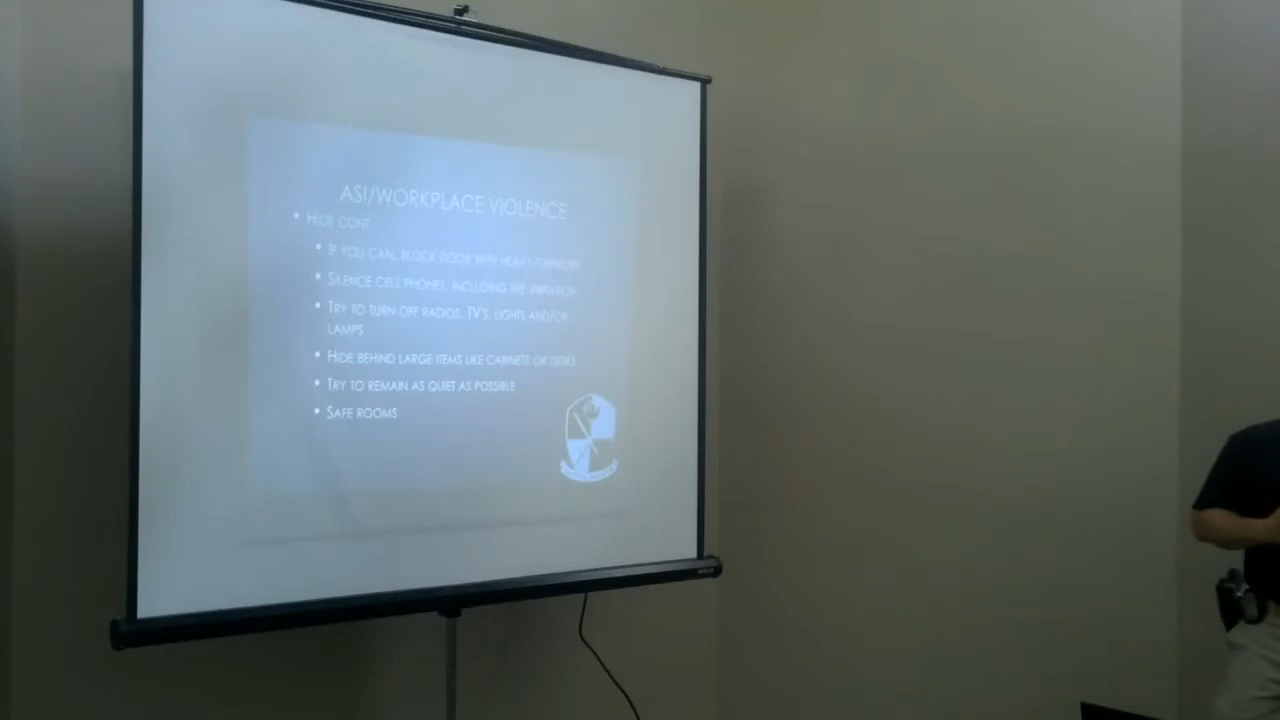 ASI/WORKPLACE VIOLENCE
• HIDE CONT
• IF YOU CAN, BLOCK DOOR WITH HEAVY FURNITURE
• SILENCE CELL PHONES, INCLUDING THE VIBRATION
• TRY TO TURN OFF RADIOS, TV'S, LIGHTS AND/OR
LAMPS
• HIDE BEHIND LARGE ITEMS LIKE CABINETS OR DESKS
• TRY TO REMAIN AS QUIET AS POSSIBLE
• SAFE ROOMS